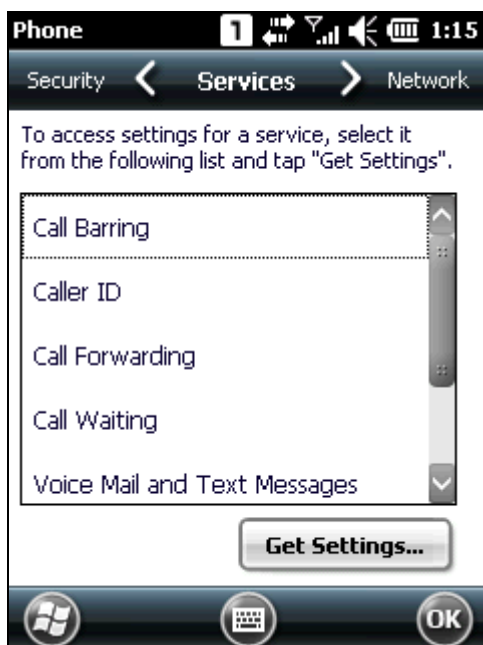 Phone 1 1:15
Security Services Network
To access settings for a service, select it
from the following list and tap "Get Settings".
Call Barring
Caller ID
Call Forwarding
Call Waiting
Voice Mail and Text Messages
Get Settings...
OK